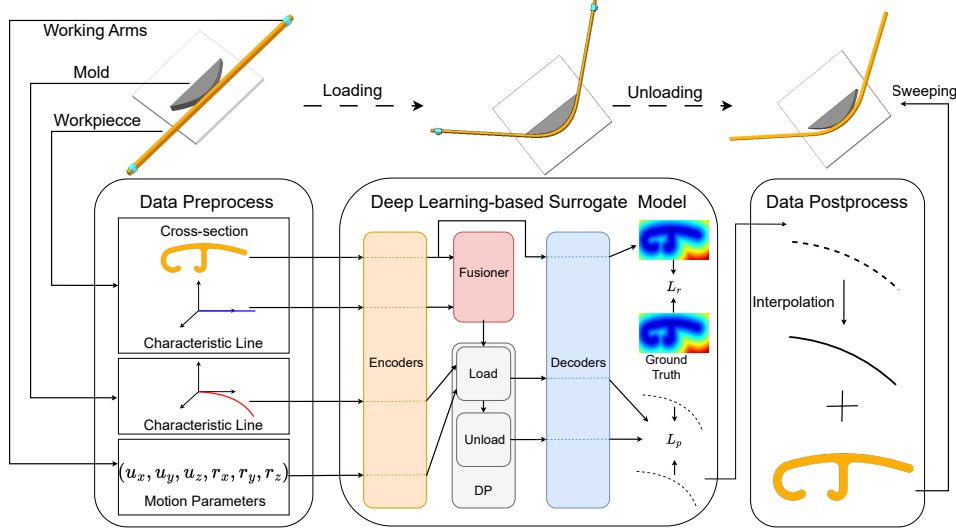 Working Arms
Mold
Workpiecce
Loading
Unloading
Sweeping
Data Preprocess
Cross-section
Characteristic Line
Characteristic Line
(u_x, u_y, u_z, r_x, r_y, r_z)
Motion Parameters
Deep Learning-based Surrogate Model
Encoders
Fusioner
Load
Unload
DP
Decoders
L_r
Ground
Truth
L_p
Data Postprocess
Interpolation